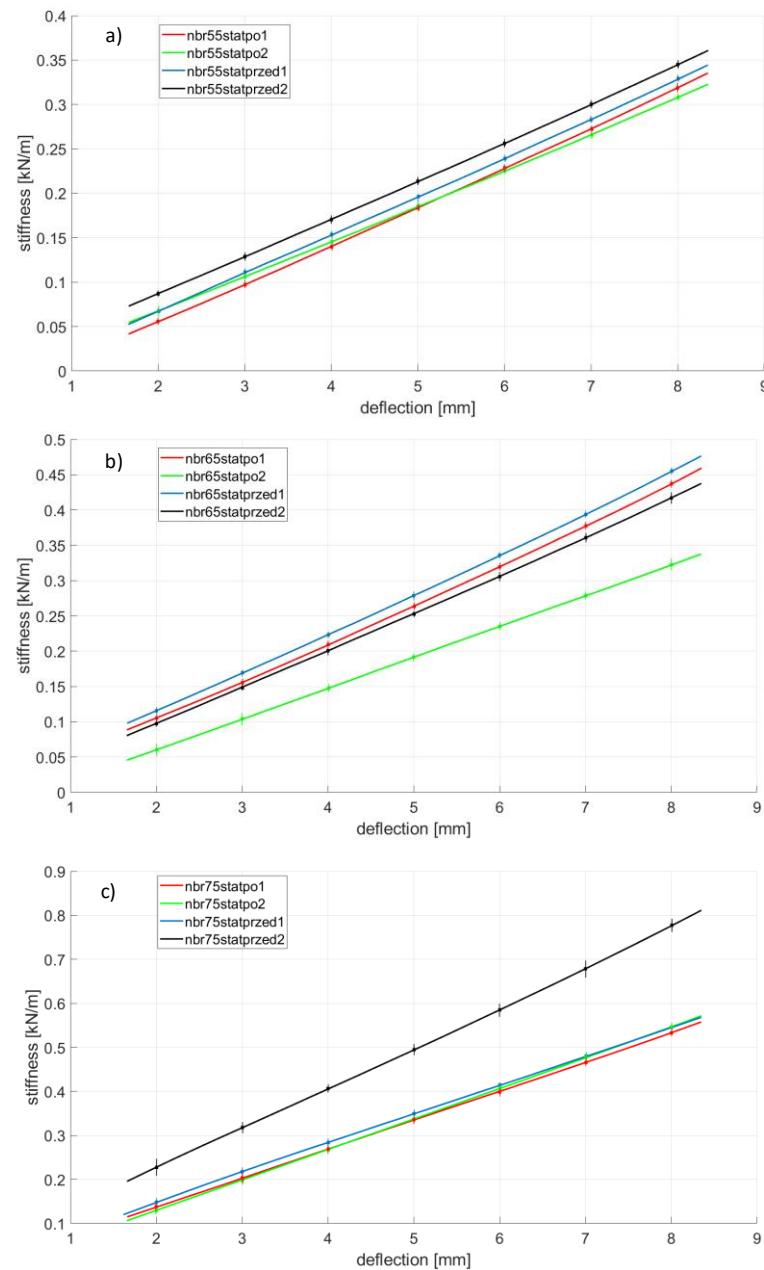 a)
nbr55statpo1
nbr55statpo2
nbr55statprzed1
nbr55statprzed2
stiffness [kN/m]
0.4
0.35
0.3
0.25
0.2
0.15
0.1
0.05
0
1 2 3 4 5 6 7 8 9
deflection [mm]
b)
nbr65statpo1
nbr65statpo2
nbr65statprzed1
nbr65statprzed2
stiffness [kN/m]
0.5
0.45
0.4
0.35
0.3
0.25
0.2
0.15
0.1
0.05
0
1 2 3 4 5 6 7 8 9
deflection [mm]
c)
nbr75statpo1
nbr75statpo2
nbr75statprzed1
nbr75statprzed2
stiffness [kN/m]
0.9
0.8
0.7
0.6
0.5
0.4
0.3
0.2
0.1
1 2 3 4 5 6 7 8 9
deflection [mm]